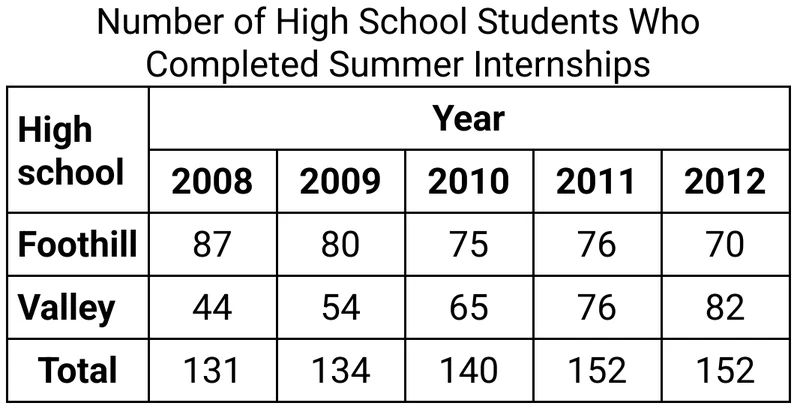 Number of High School Students Who
Completed Summer Internships
High school Year
2008 2009 2010 2011 2012
Foothill 87 80 75 76 70
Valley 44 54 65 76 82
Total 131 134 140 152 152